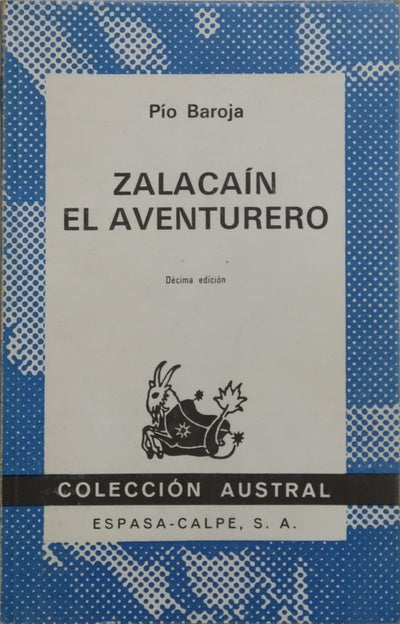 Pío Baroja
ZALACAÍN
EL AVENTURERO
Décima edición
COLECCIÓN AUSTRAL
ESPASA-CALPE, S. A.